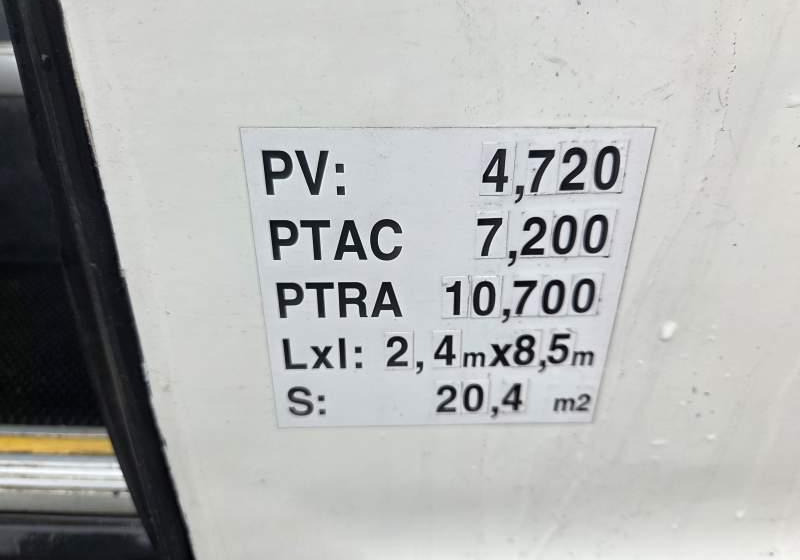 PV: 4,720
PTAC 7,200
PTRA 10,700
Lxl: 2,4mx8,5m
S: 20,4 m2